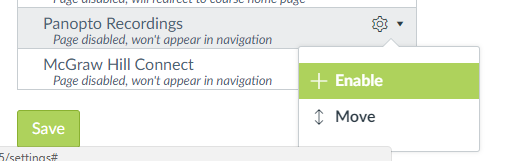 Page disabled, will redirect to course home page
Panopto Recordings
Page disabled, won't appear in navigation
Enable
McGraw Hill Connect
Page disabled, won't appear in navigation
Move
Save
5/settings#